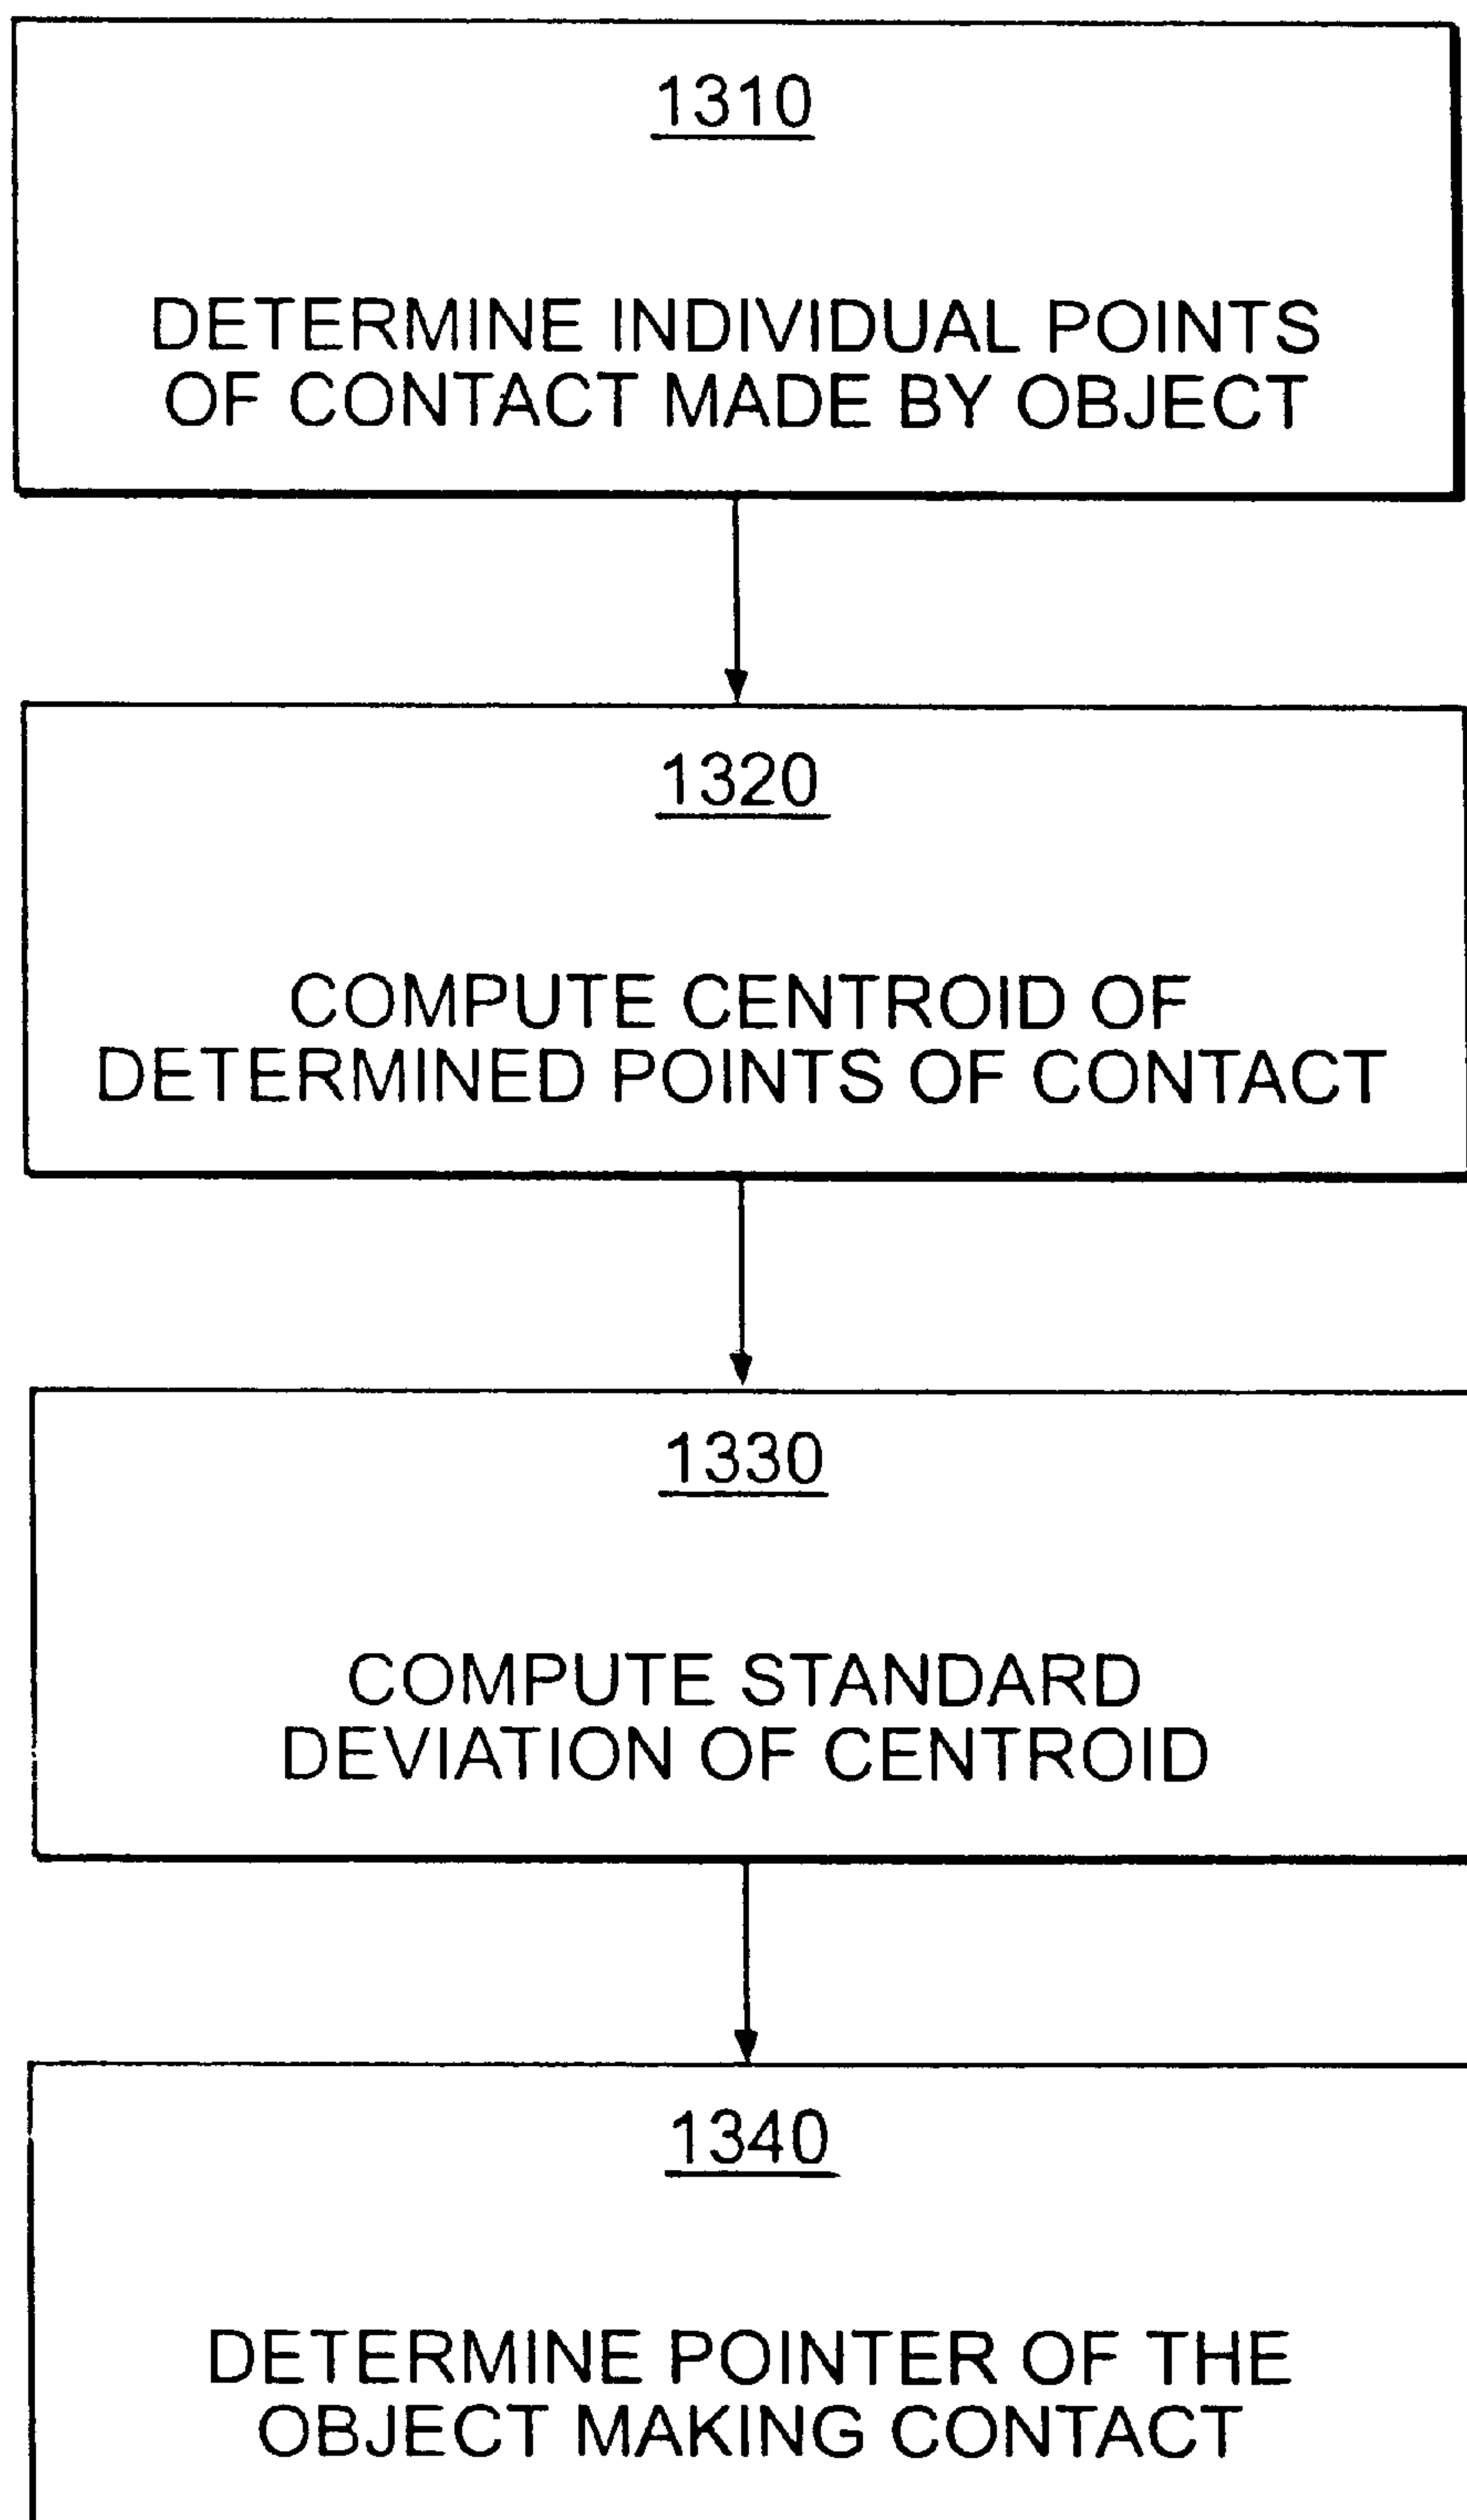 1310
DETERMINE INDIVIDUAL POINTS
OF CONTACT MADE BY OBJECT
1320
COMPUTE CENTROID OF
DETERMINED POINTS OF CONTACT
1330
COMPUTE STANDARD
DEVIATION OF CENTROID
1340
DETERMINE POINTER OF THE
OBJECT MAKING CONTACT